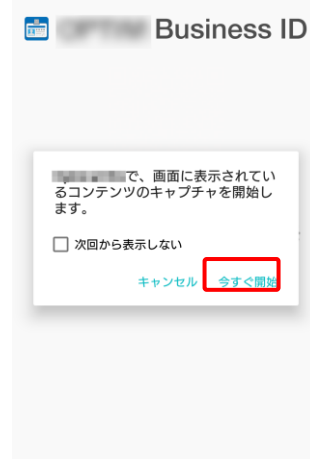 Business ID
で、画面に表示されてい
るコンテンツのキャプチャを開始し
ます。
次回から表示しない
キャンセル 今すぐ開始